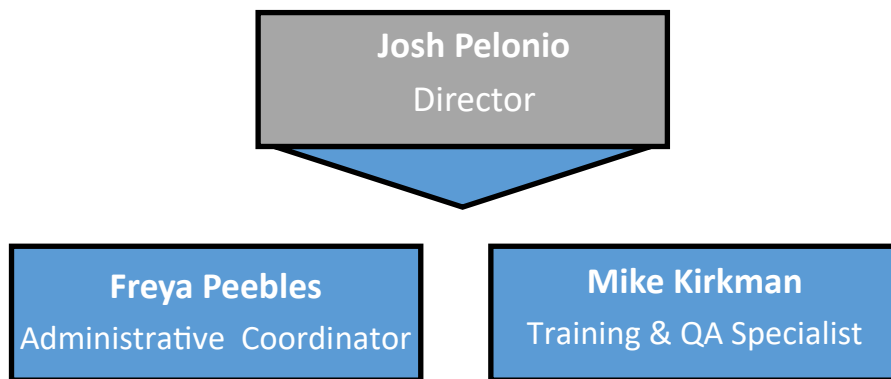 Josh Pelonio
Director
Freya Peebles
Administrative Coordinator
Mike Kirkman
Training & QA Specialist